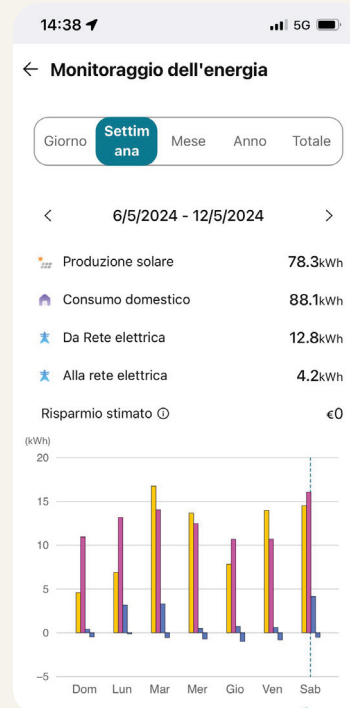 14:38
5G
Monitoraggio dell'energia
Giorno
Settim
ana
Mese
Anno
Totale
6/5/2024 - 12/5/2024
Produzione solare 78.3kWh
Consumo domestico 88.1kWh
Da Rete elettrica 12.8kWh
Alla rete elettrica 4.2kWh
Risparmio stimato €0
(kWh)
20
15
10
5
0
-5
Dom Lun Mar Mer Gio Ven Sab